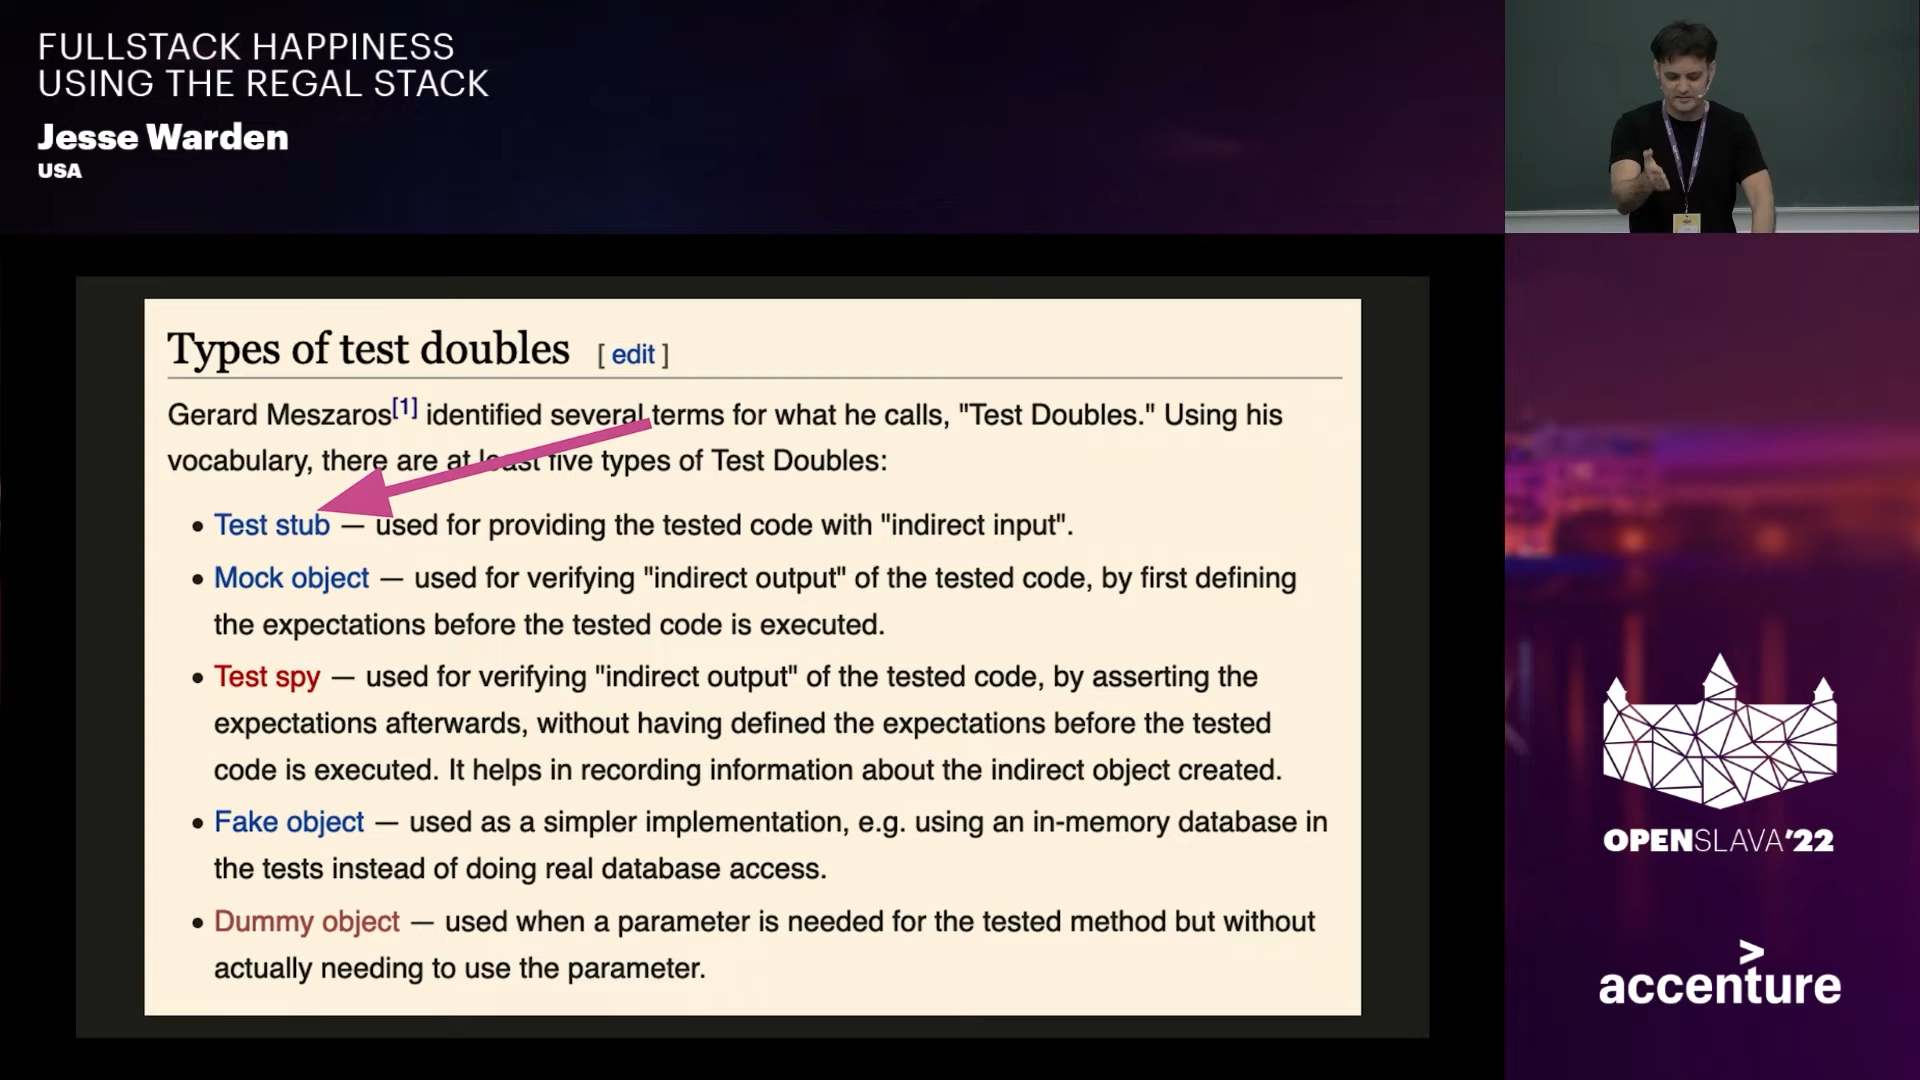 FULLSTACK HAPPINESS
USING THE REGAL STACK
Jesse Warden
USA
Types of test doubles [ edit ]
Gerard Meszaros[1] identified several terms for what he calls, "Test Doubles." Using his
vocabulary, there are at least five types of Test Doubles:
• Test stub — used for providing the tested code with "indirect input".
• Mock object — used for verifying "indirect output" of the tested code, by first defining
the expectations before the tested code is executed.
• Test spy — used for verifying "indirect output" of the tested code, by asserting the
expectations afterwards, without having defined the expectations before the tested
code is executed. It helps in recording information about the indirect object created.
• Fake object — used as a simpler implementation, e.g. using an in-memory database in
the tests instead of doing real database access.
• Dummy object — used when a parameter is needed for the tested method but without
actually needing to use the parameter.
OPENSLAVA'22
accenture